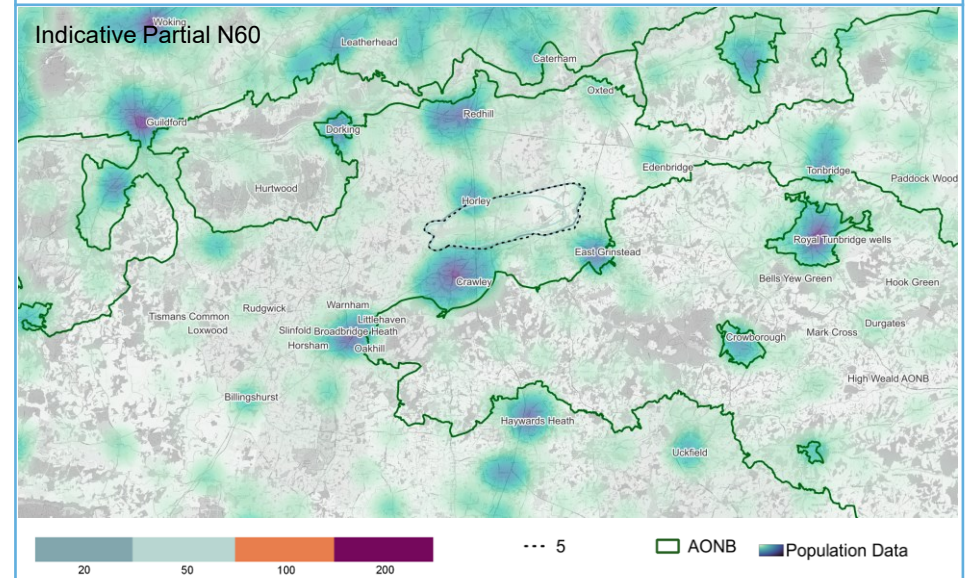 Woking
Indicative Partial N60
Leatherhead
Caterham
Oxted
Guildford
Redhill
Dorking
Edenbridge
Tonbridge
Paddock Wood
Hurtwood
Horley
Royal Tunbridge wells
East Grinstead
Crawley
Bells Yew Green
Hook Green
Warnham
Rudgwick
Tismans Common
Littlehaven
Loxwood
Slinfold
Broadbridge Heath
Durgates
Mark Cross
Crowborough
Horsham
Oakhill
High Weald AONB
Billingshurst
Haywards Heath
Uckfield
5
AONB
Population Data
20 50 100 200